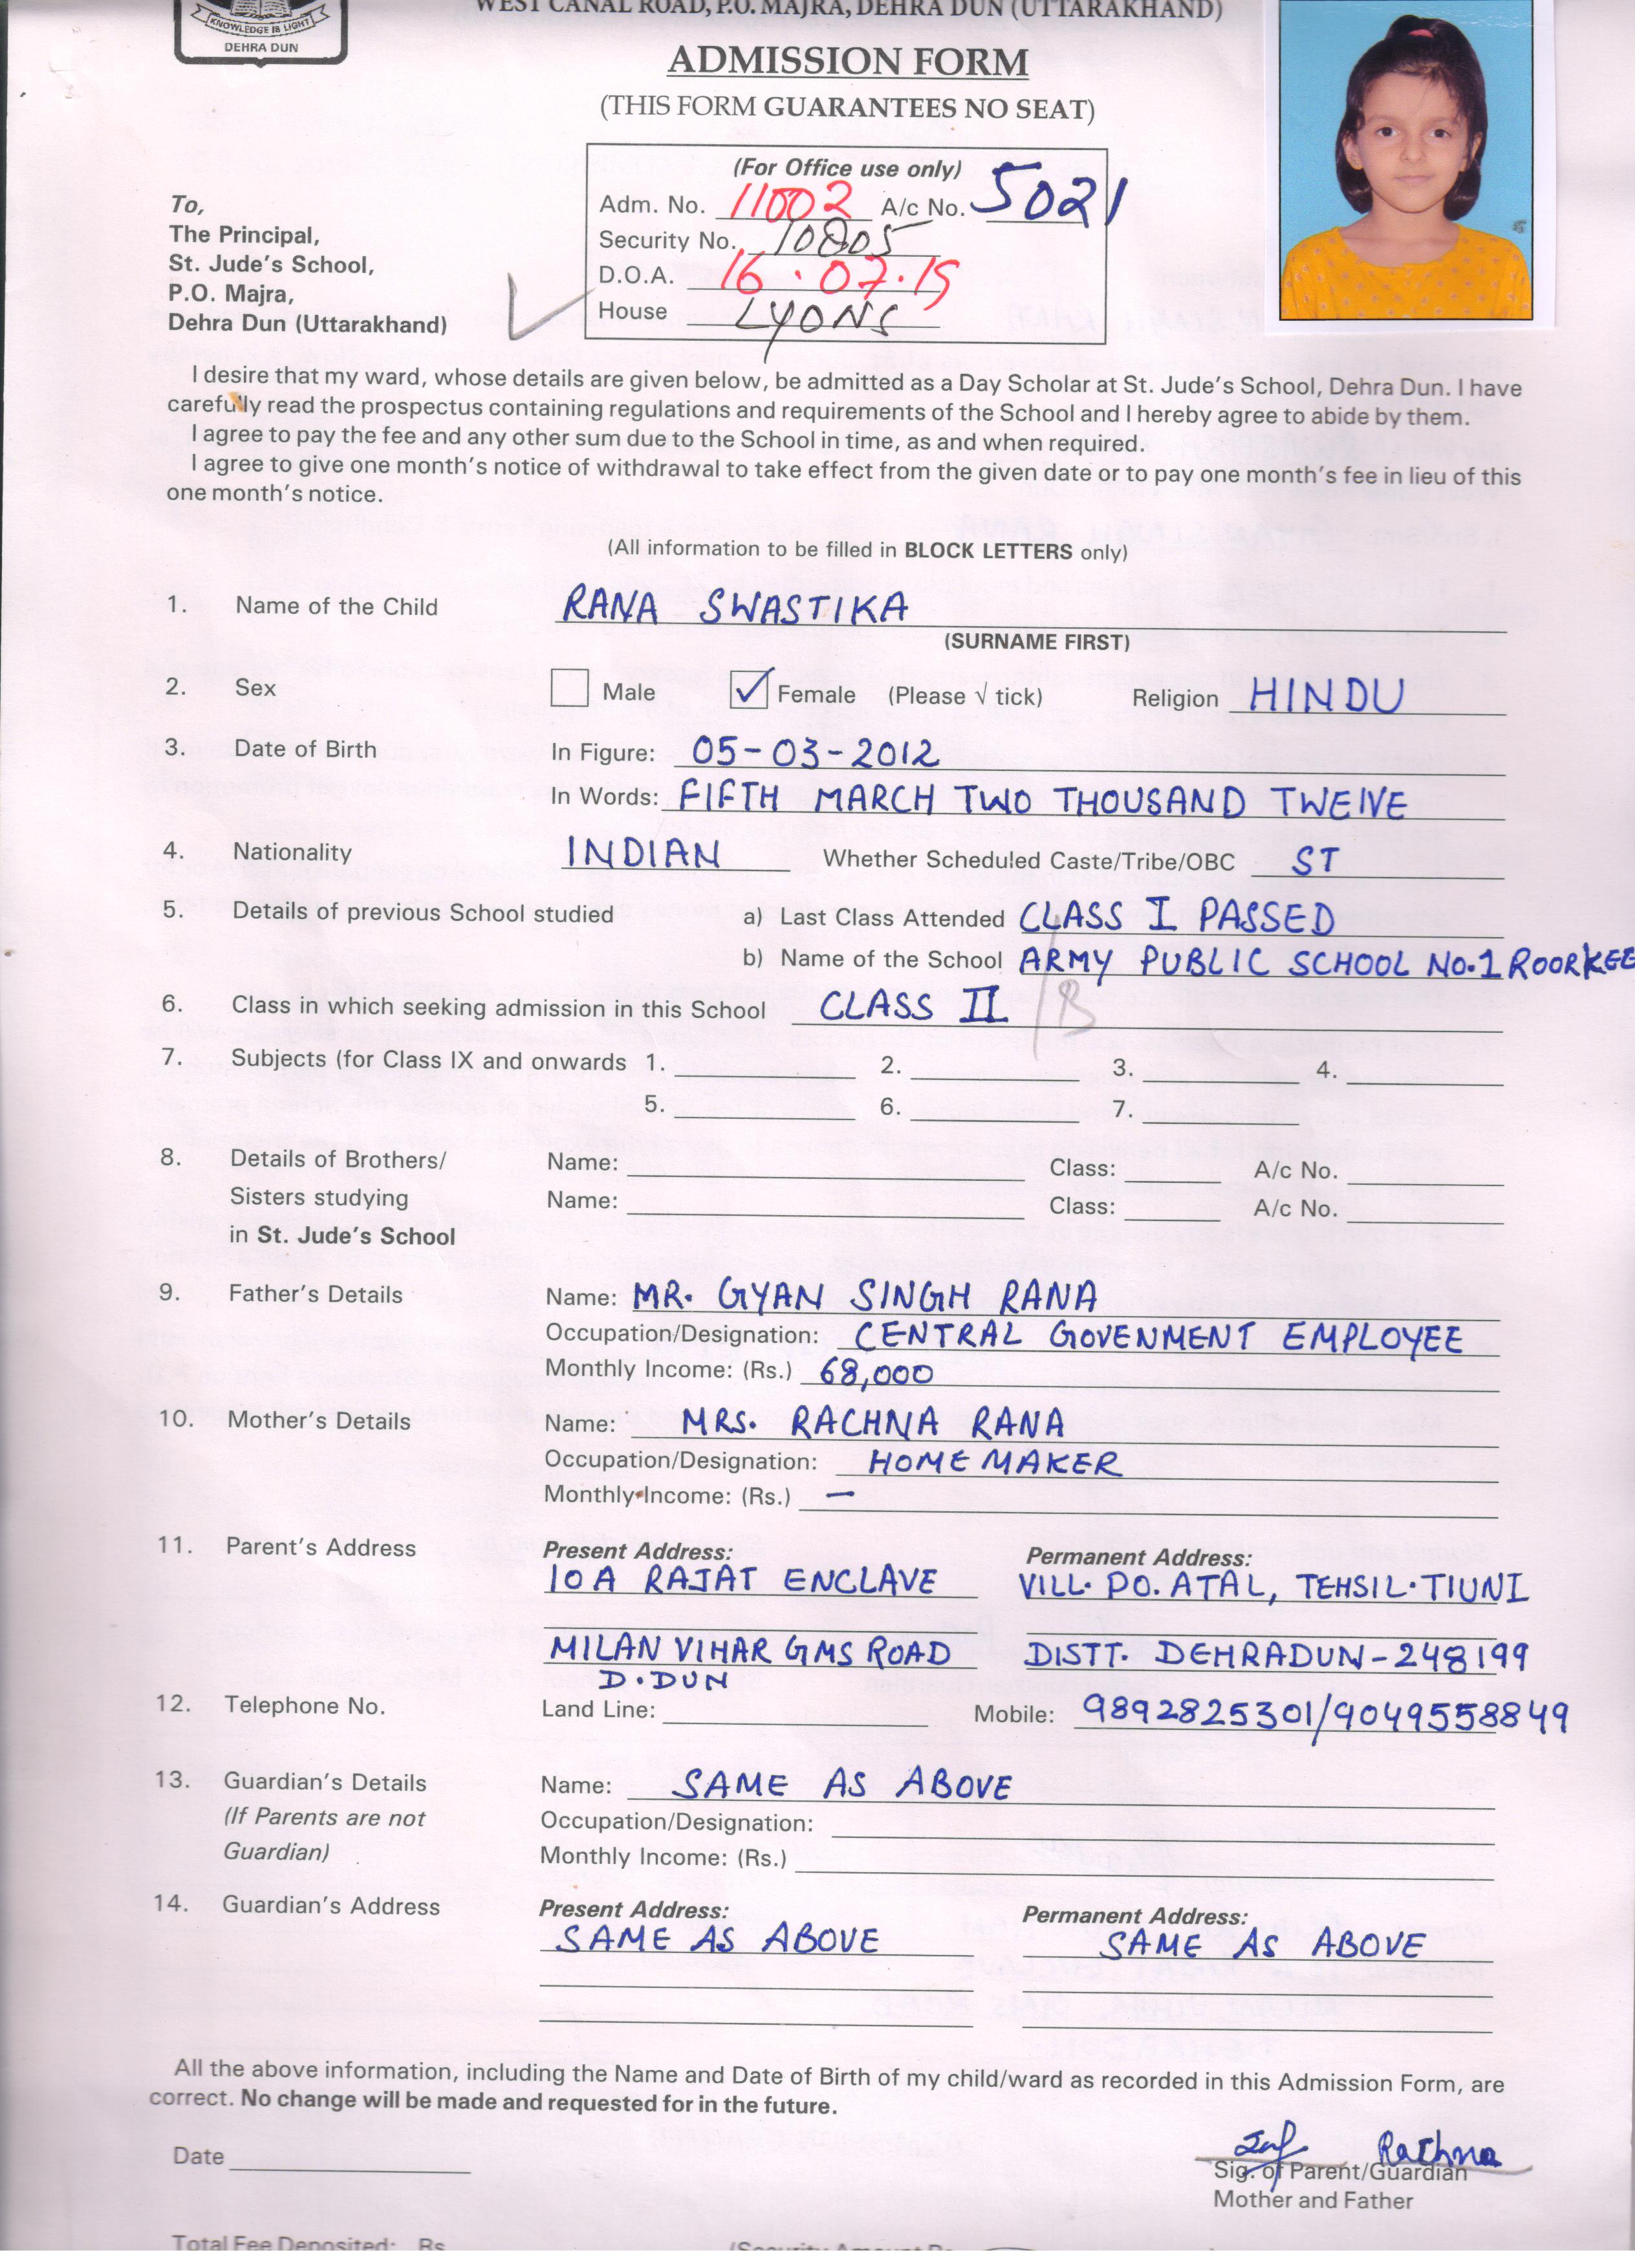 KNOWLEDGE IS LIGHT
DEHRA DUN
WEST CANAL ROAD, P.O. MAJRA, DEHRA DUN (UTTARAKHAND)
ADMISSION FORM
(THIS FORM GUARANTEES NO SEAT)
(For Office use only)
Adm. No. 11002 A/c No. 5021
Security No. 10805
D.O.A. 16.07.19
House LYONS
To,
The Principal,
St. Jude's School,
P.O. Majra,
Dehra Dun (Uttarakhand)
I desire that my ward, whose details are given below, be admitted as a Day Scholar at St. Jude's School, Dehra Dun. I have
carefully read the prospectus containing regulations and requirements of the School and I hereby agree to abide by them.
I agree to pay the fee and any other sum due to the School in time, as and when required.
I agree to give one month's notice of withdrawal to take effect from the given date or to pay one month's fee in lieu of this
one month's notice.
(All information to be filled in BLOCK LETTERS only)
1. Name of the Child RANA SWASTIKA
(SURNAME FIRST)
2. Sex Male ✓ Female (Please √ tick) Religion HINDU
3. Date of Birth In Figure: 05-03-2012
In Words: FIFTH MARCH TWO THOUSAND TWEIVE
4. Nationality INDIAN Whether Scheduled Caste/Tribe/OBC ST
5. Details of previous School studied a) Last Class Attended CLASS I PASSED
b) Name of the School ARMY PUBLIC SCHOOL NO.1 ROORKEE
6. Class in which seeking admission in this School CLASS II /B
7. Subjects (for Class IX and onwards 1. 2. 3. 4.
5. 6. 7.
8. Details of Brothers/ Name: Class: A/c No.
Sisters studying Name: Class: A/c No.
in St. Jude's School
9. Father's Details Name: MR. GYAN SINGH RANA
Occupation/Designation: CENTRAL GOVENMENT EMPLOYEE
Monthly Income: (Rs.) 68,000
10. Mother's Details Name: MRS. RACHNA RANA
Occupation/Designation: HOME MAKER
Monthly Income: (Rs.) —
11. Parent's Address Present Address: Permanent Address:
10 A RAJAT ENCLAVE VILL. PO. ATAL, TEHSIL. TIUNI
MILAN VIHAR GMS ROAD DISTT. DEHRADUN-248199
D.DUN
12. Telephone No. Land Line: Mobile: 9892825301/9049558849
13. Guardian's Details Name: SAME AS ABOVE
(If Parents are not Occupation/Designation:
Guardian) Monthly Income: (Rs.)
14. Guardian's Address Present Address: Permanent Address:
SAME AS ABOVE SAME AS ABOVE
All the above information, including the Name and Date of Birth of my child/ward as recorded in this Admission Form, are
correct. No change will be made and requested for in the future.
Rachna
Date Sig. of Parent/Guardian
Mother and Father
Total Fee Deposited: Rs